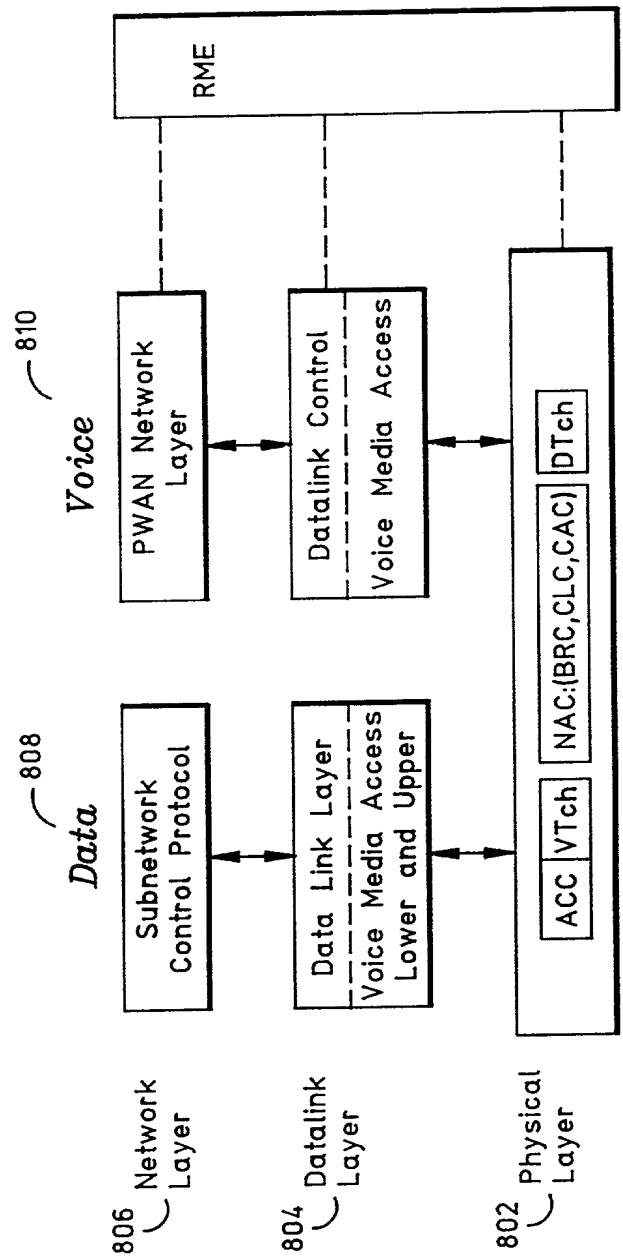 Data
808
Voice
810
806
Network
Layer
Subnetwork
Control Protocol
PWAN Network
Layer
RME
804
Datalink
Layer
Data Link Layer
Voice Media Access
Lower and Upper
Datalink Control
Voice Media Access
802
Physical
Layer
ACC
VTch
NAC:(BRC,CLC,CAC)
DTch